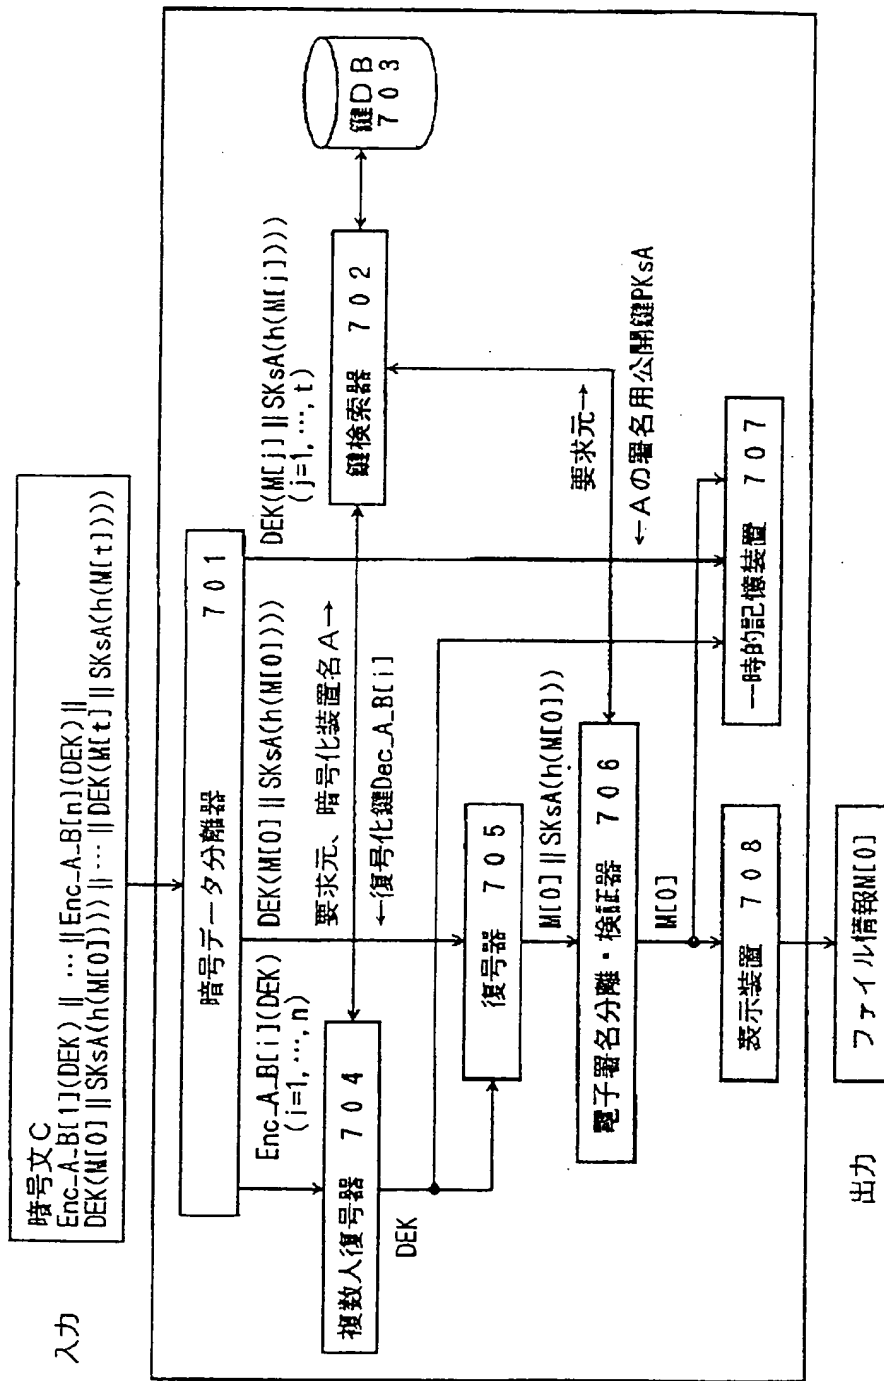 入力
暗号文C
Enc_A_B[1](DEK) || … || Enc_A_B[n](DEK) ||
DEK(M[0] || SKsA(h(M[0]))) || … || DEK(M[t] || SKsA(h(M[t])))
暗号データ分離器 701
Enc_A_B[i](DEK)
(i=1, …, n)
DEK(M[0] || SKsA(h(M[0])))
DEK(M[j] || SKsA(h(M[j])))
(j=1, …, t)
要求元、暗号化装置名A→
←復号化鍵Dec_A_B[i]
複数人復号器 704
鍵検索器 702
鍵DB
703
DEK
復号器 705
要求元→
←Aの署名用公開鍵PKsA
M[0] || SKsA(h(M[0]))
電子署名分離・検証器 706
M[0]
表示装置 708
一時的記憶装置 707
出力
ファイル情報M[0]